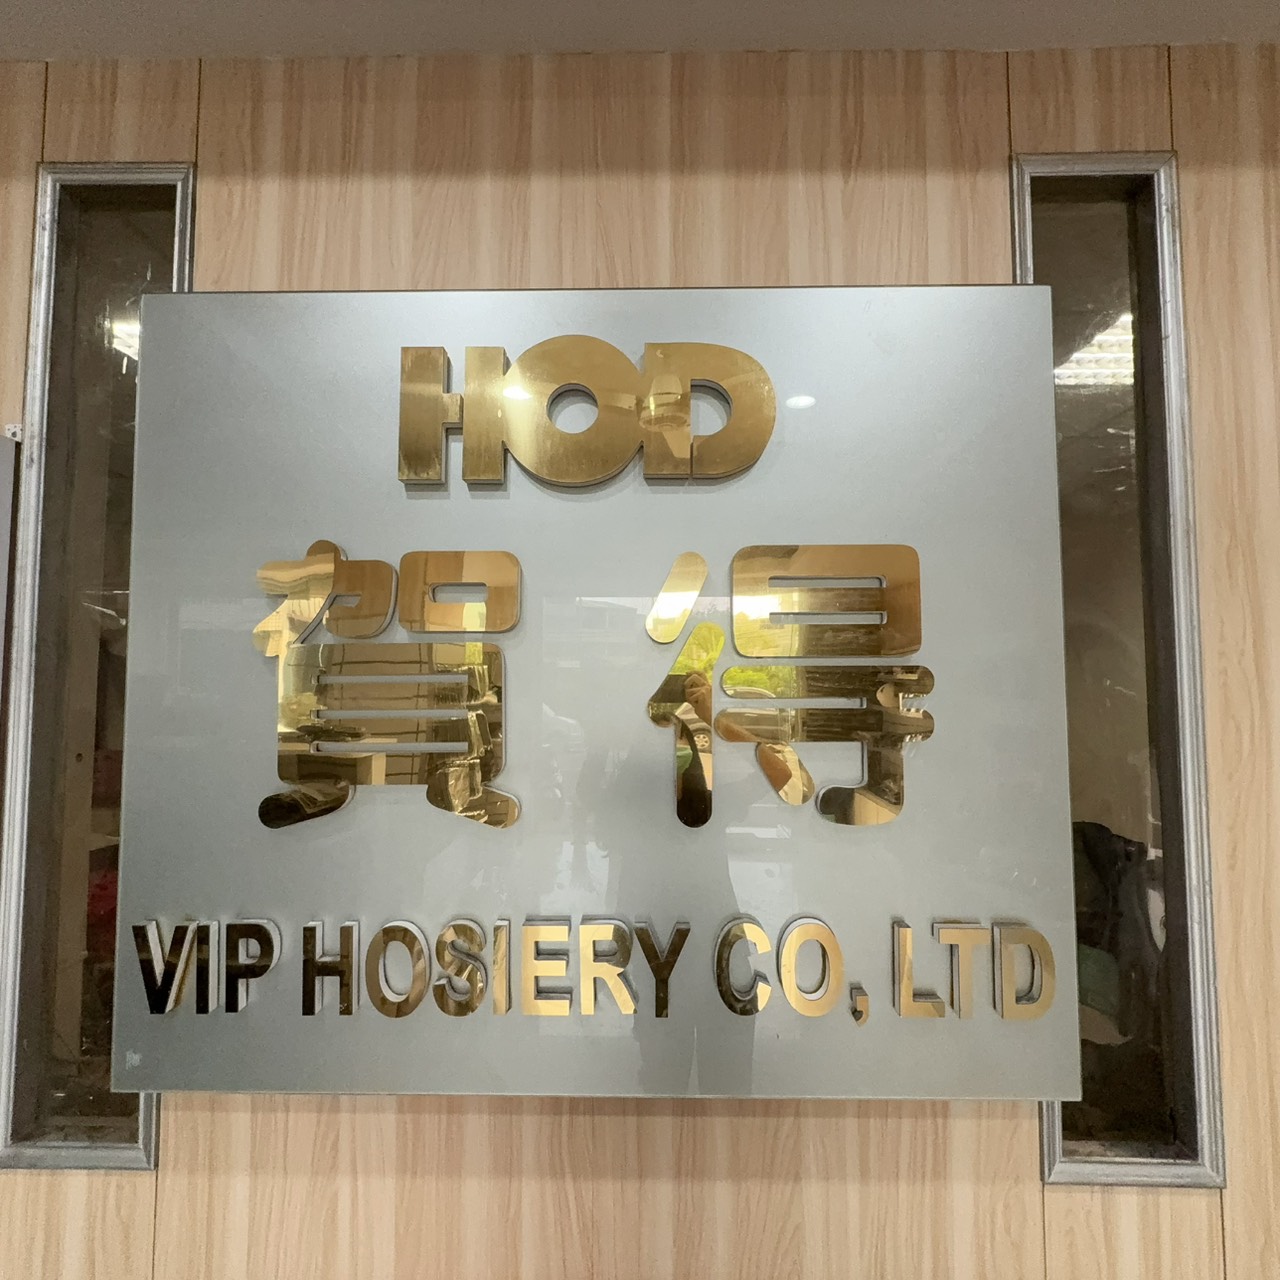 HOD
賀得
VIP HOSIERY CO, LTD